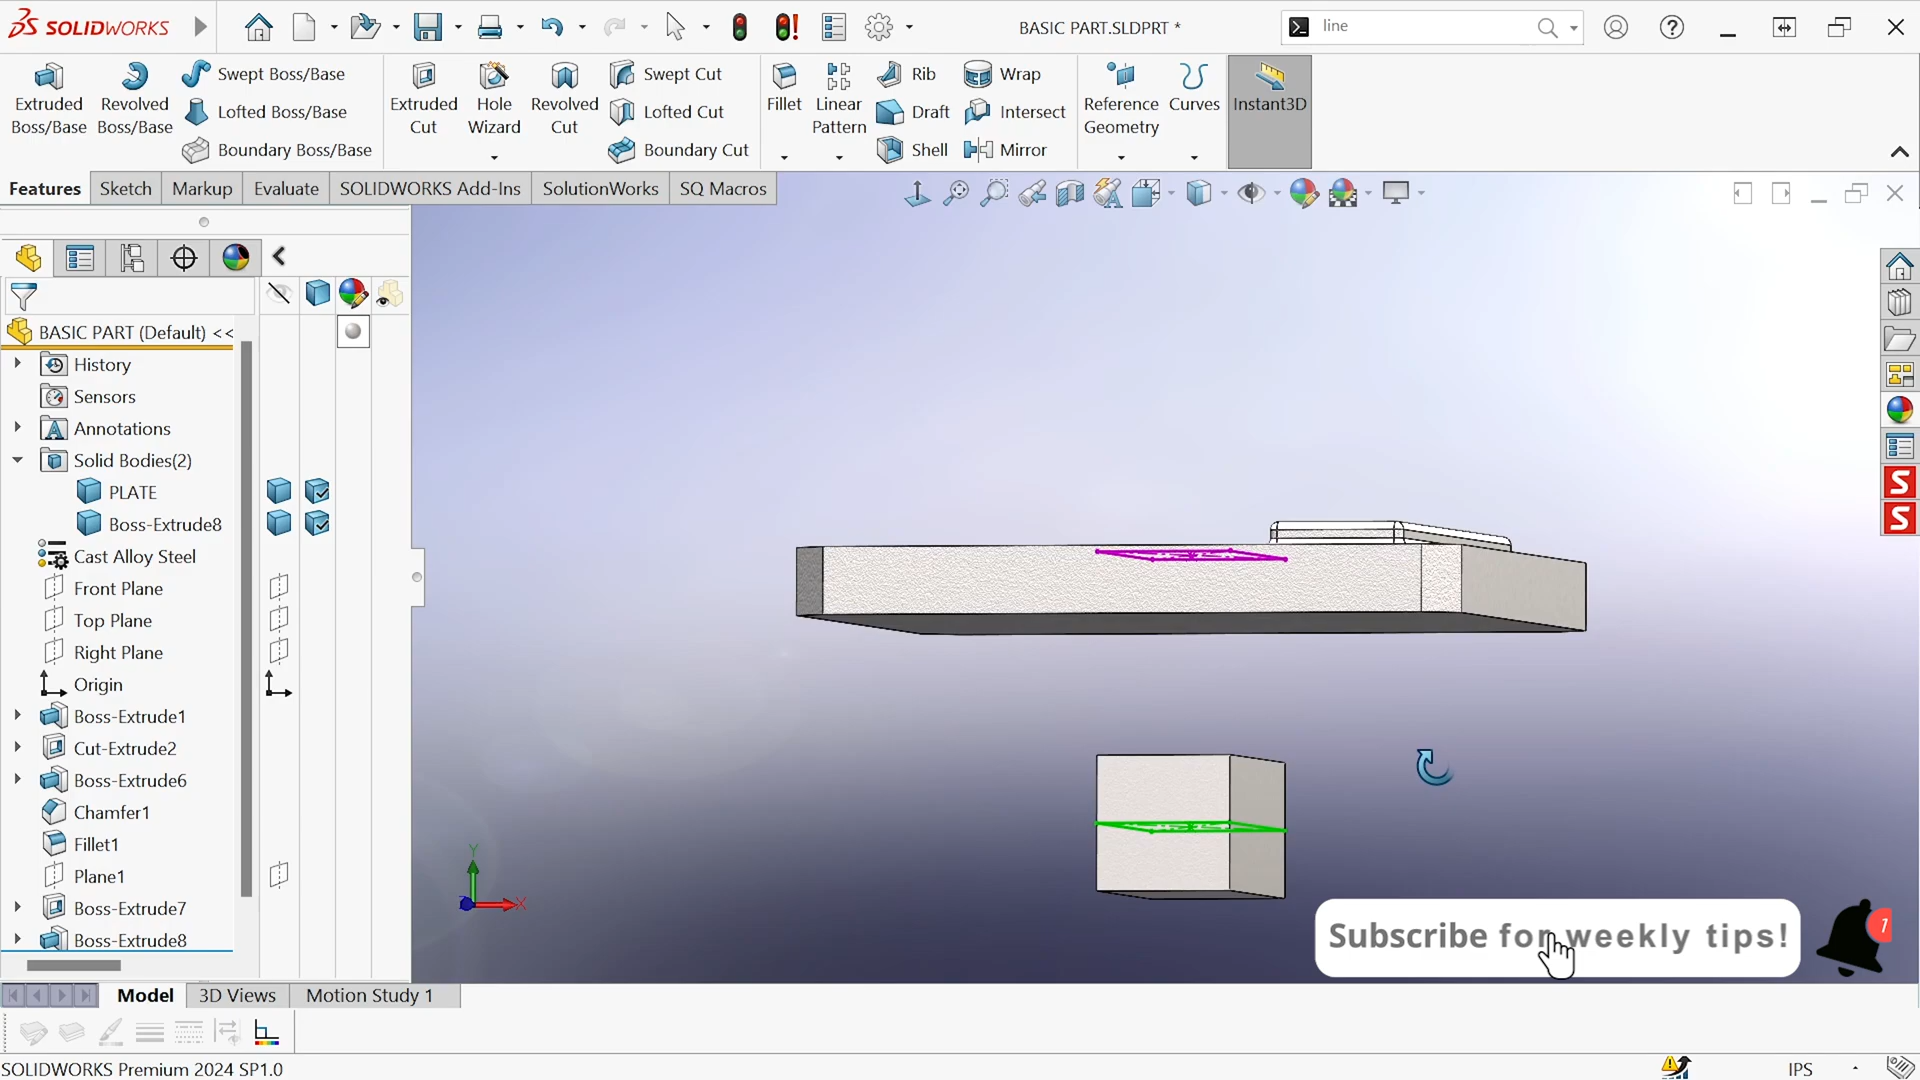 SOLIDWORKS
BASIC PART.SLDPRT *
line
Extruded Boss/Base
Revolved Boss/Base
Swept Boss/Base
Lofted Boss/Base
Boundary Boss/Base
Extruded Cut
Hole Wizard
Revolved Cut
Swept Cut
Lofted Cut
Boundary Cut
Fillet
Linear Pattern
Rib
Draft
Shell
Wrap
Intersect
Mirror
Reference Geometry
Curves
Instant3D
Features
Sketch
Markup
Evaluate
SOLIDWORKS Add-Ins
SolutionWorks
SQ Macros
BASIC PART (Default) <<
History
Sensors
Annotations
Solid Bodies(2)
PLATE
Boss-Extrude8
Cast Alloy Steel
Front Plane
Top Plane
Right Plane
Origin
Boss-Extrude1
Cut-Extrude2
Boss-Extrude6
Chamfer1
Fillet1
Plane1
Boss-Extrude7
Boss-Extrude8
Y
X
Subscribe for weekly tips!
1
Model
3D Views
Motion Study 1
SOLIDWORKS Premium 2024 SP1.0
IPS